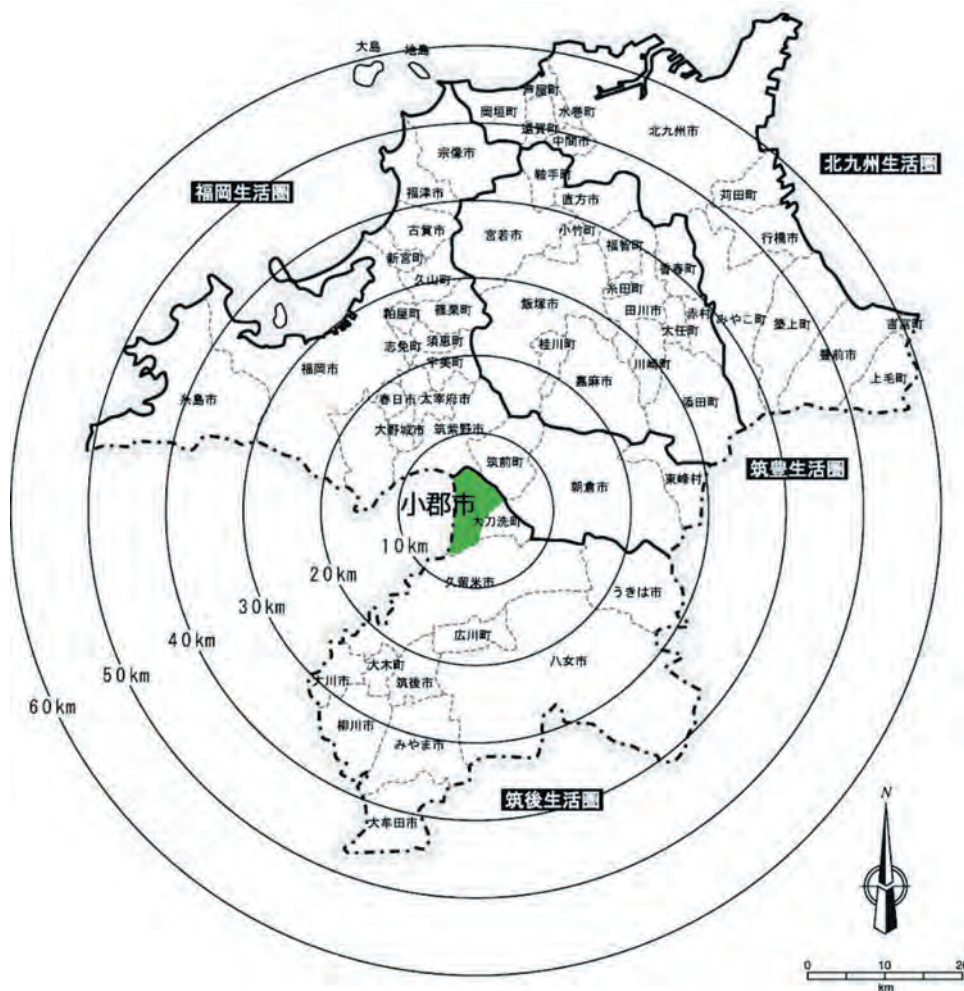 大島
地島
芦屋町
岡垣町
水巻町
遠賀町
北九州市
中間市
宗像市
北九州生活圏
鞍手町
福岡生活圏
福津市
直方市
苅田町
古賀市
宮若市
小竹町
行橋市
福智町
新宮町
香春町
久山町
糸田町
飯塚市
粕屋町
篠栗町
田川市
赤村
みやこ町
築上町
吉富町
大任町
志免町
須恵町
桂川町
福岡市
宇美町
川崎町
豊前市
嘉麻市
上毛町
糸島市
春日市
太宰府市
添田町
大野城市
筑紫野市
筑前町
筑豊生活圏
朝倉市
東峰村
小郡市
大刀洗町
10km
20km
久留米市
うきは市
30km
広川町
40km
大木町
八女市
50km
大川市
筑後市
60km
柳川市
みやま市
筑後生活圏
大牟田市
N
0 10 20
km